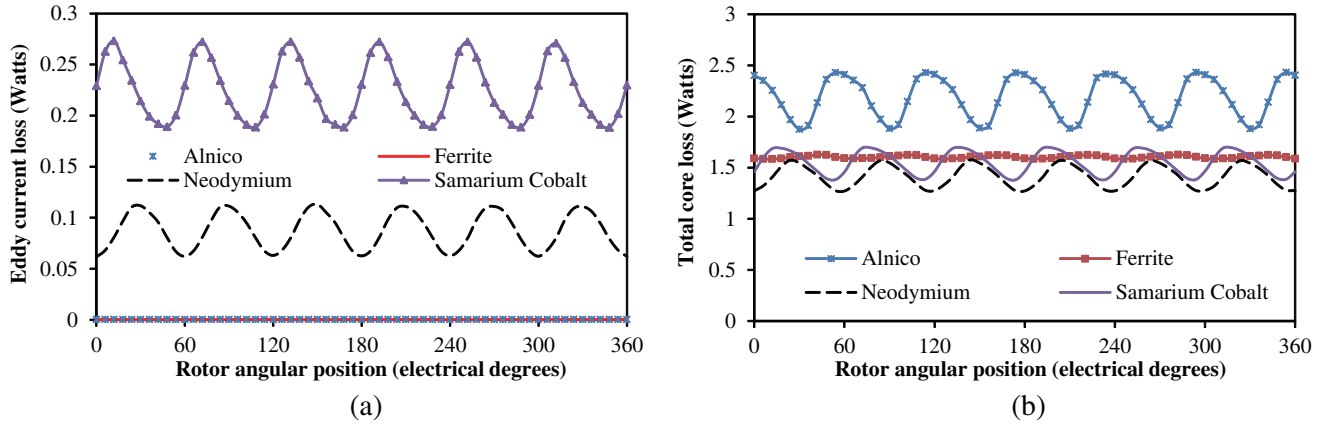 Eddy current loss (Watts)
0.3
0.25
0.2
0.15
0.1
0.05
0
Alnico
Ferrite
Neodymium
Samarium Cobalt
0 60 120 180 240 300 360
Rotor angular position (electrical degrees)
(a)
Total core loss (Watts)
3
2.5
2
1.5
1
0.5
0
Alnico
Ferrite
Neodymium
Samarium Cobalt
0 60 120 180 240 300 360
Rotor angular position (electrical degrees)
(b)